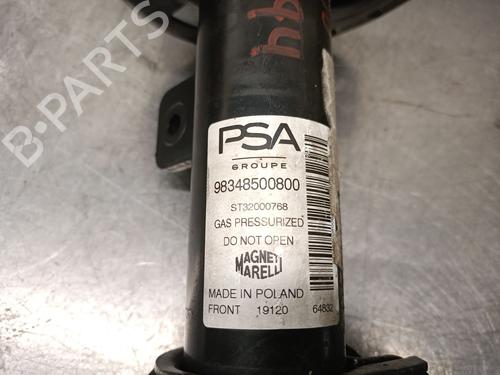 PSA
GROUPE
98348500800
ST32000768
GAS PRESSURIZED
DO NOT OPEN
MAGNETI
MARELLI
MADE IN POLAND
FRONT 19120 64832
B-PARTS